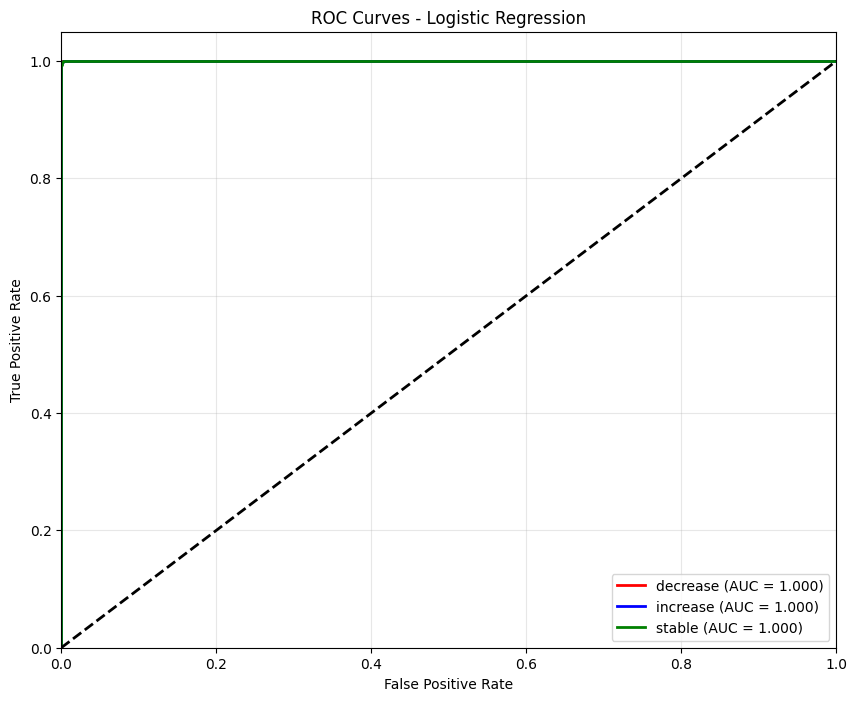 ROC Curves - Logistic Regression
True Positive Rate
1.0
0.8
0.6
0.4
0.2
0.0
decrease (AUC = 1.000)
increase (AUC = 1.000)
stable (AUC = 1.000)
0.0 0.2 0.4 0.6 0.8 1.0
False Positive Rate